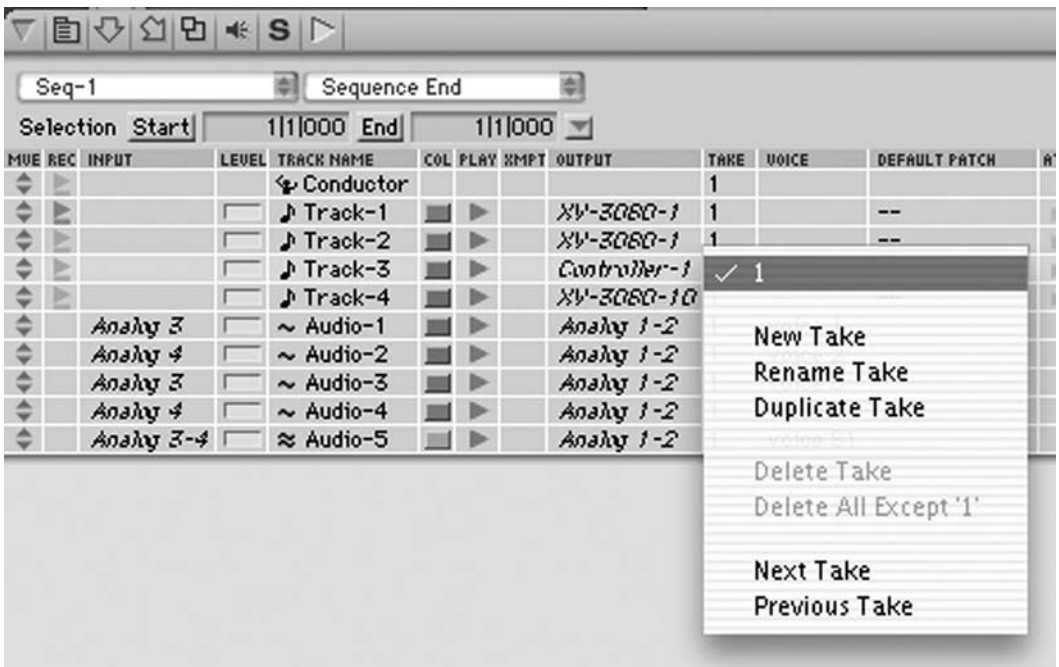 S
Seq-1 Sequence End
Selection Start 1|1|000 End 1|1|000
MVE REC INPUT LEVEL TRACK NAME COL PLAY XMPT OUTPUT TAKE VOICE DEFAULT PATCH
Conductor 1
Track-1 XV-3080-1 1 --
Track-2 XV-3080-1 1 --
Track-3 Controller-1
Track-4 XV-3080-10
Analog 3 Audio-1 Analog 1-2
Analog 4 Audio-2 Analog 1-2
Analog 3 Audio-3 Analog 1-2
Analog 4 Audio-4 Analog 1-2
Analog 3-4 Audio-5 Analog 1-2
✓ 1
New Take
Rename Take
Duplicate Take
Delete Take
Delete All Except '1'
Next Take
Previous Take